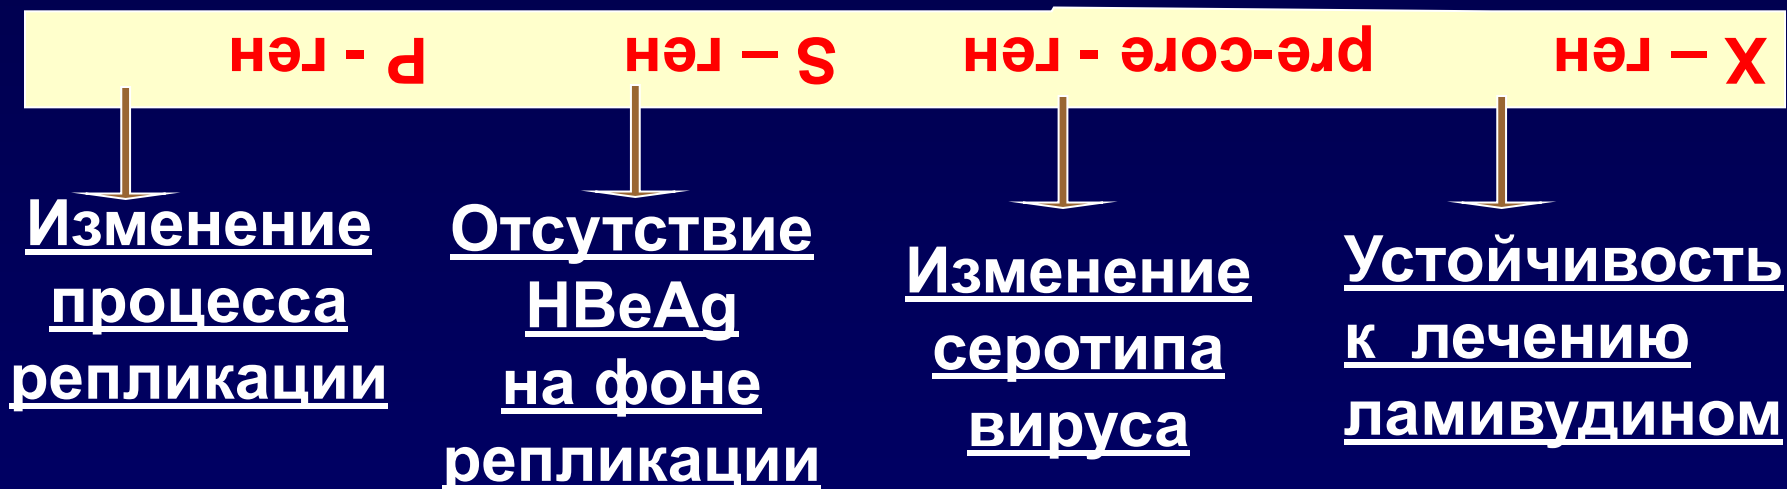 X – ген pre-core - ген S – ген P - ген
Изменение
процесса
репликации
Отсутствие
HBeAg
на фоне
репликации
Изменение
серотипа
вируса
Устойчивость
к лечению
ламивудином